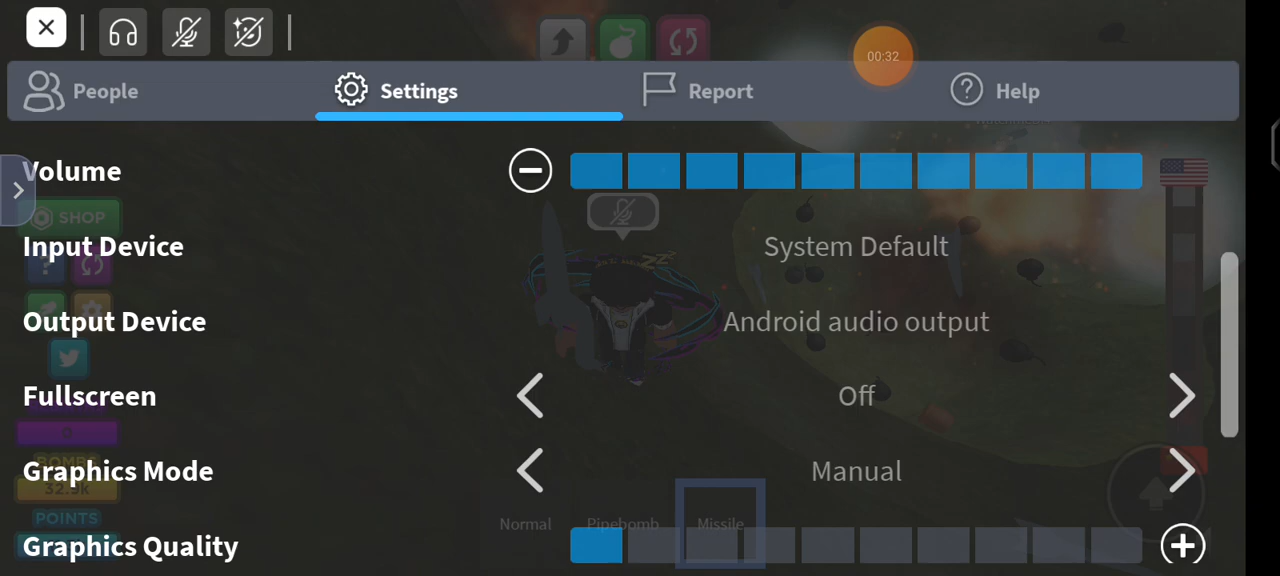 00:32
People
Settings
Report
Help
Volume
SHOP
Input Device
System Default
Output Device
Android audio output
Fullscreen
Off
Graphics Mode
Manual
BOMBS
32.9k
POINTS
Normal
Pipebomb
Missile
Graphics Quality